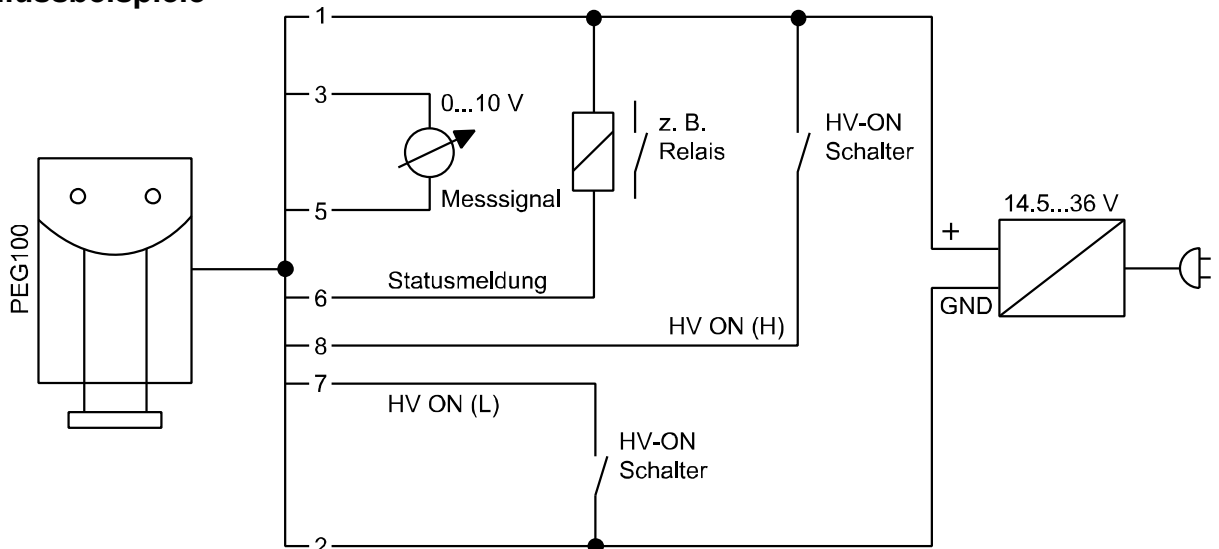 1
3
0...10 V
z. B.
Relais
HV-ON
Schalter
5
Messsignal
14.5...36 V
+
PEG100
6
Statusmeldung
GND
8
HV ON (H)
7
HV ON (L)
HV-ON
Schalter
2